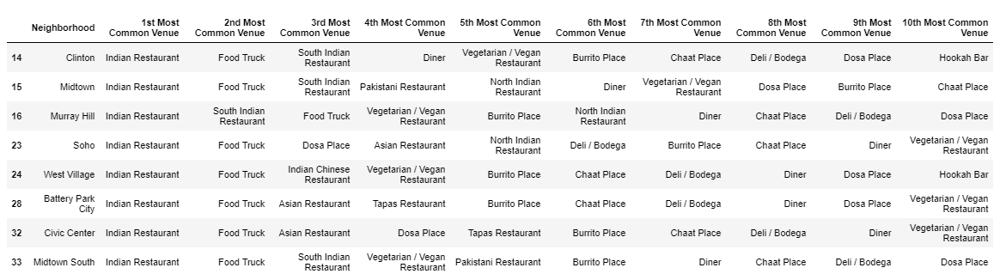 Neighborhood 1st Most Common Venue 2nd Most Common Venue 3rd Most Common Venue 4th Most Common Venue 5th Most Common Venue 6th Most Common Venue 7th Most Common Venue 8th Most Common Venue 9th Most Common Venue 10th Most Common Venue
14 Clinton Indian Restaurant Food Truck South Indian Restaurant Diner Vegetarian / Vegan Restaurant Burrito Place Chaat Place Deli / Bodega Dosa Place Hookah Bar
15 Midtown Indian Restaurant Food Truck South Indian Restaurant Pakistani Restaurant North Indian Restaurant Diner Vegetarian / Vegan Restaurant Dosa Place Burrito Place Chaat Place
16 Murray Hill Indian Restaurant South Indian Restaurant Food Truck Vegetarian / Vegan Restaurant Burrito Place North Indian Restaurant Diner Chaat Place Deli / Bodega Dosa Place
23 Soho Indian Restaurant Food Truck Dosa Place Asian Restaurant North Indian Restaurant Deli / Bodega Burrito Place Chaat Place Diner Vegetarian / Vegan Restaurant
24 West Village Indian Restaurant Food Truck Indian Chinese Restaurant Vegetarian / Vegan Restaurant Burrito Place Chaat Place Deli / Bodega Diner Dosa Place Hookah Bar
28 Battery Park City Indian Restaurant Food Truck Asian Restaurant Tapas Restaurant Burrito Place Chaat Place Deli / Bodega Diner Dosa Place Vegetarian / Vegan Restaurant
32 Civic Center Indian Restaurant Food Truck Asian Restaurant Dosa Place Tapas Restaurant Burrito Place Chaat Place Deli / Bodega Diner Vegetarian / Vegan Restaurant
33 Midtown South Indian Restaurant Food Truck South Indian Restaurant Vegetarian / Vegan Restaurant Pakistani Restaurant Burrito Place Diner Chaat Place Deli / Bodega Dosa Place